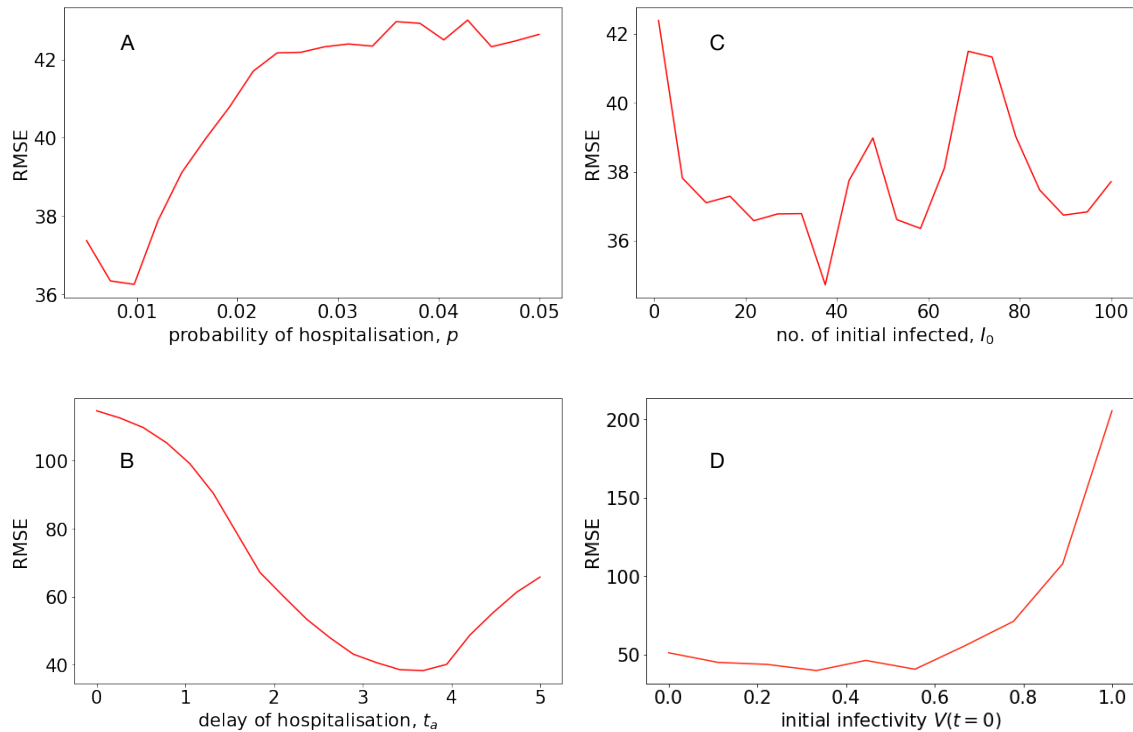 A
RMSE
42
40
38
36
0.01 0.02 0.03 0.04 0.05
probability of hospitalisation, p
C
RMSE
42
40
38
36
0 20 40 60 80 100
no. of initial infected, I₀
B
RMSE
100
80
60
40
0 1 2 3 4 5
delay of hospitalisation, tₐ
D
RMSE
200
150
100
50
0.0 0.2 0.4 0.6 0.8 1.0
initial infectivity V(t = 0)